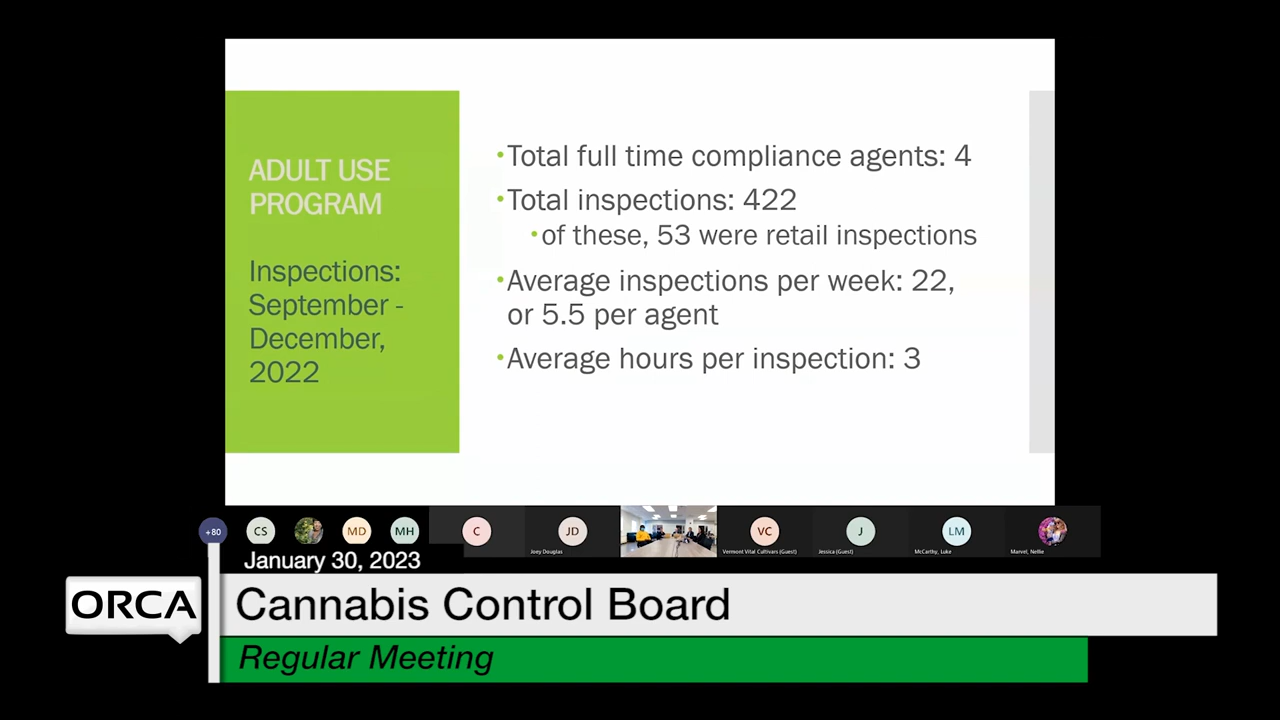 ADULT USE
PROGRAM
Inspections:
September -
December,
2022
•Total full time compliance agents: 4
•Total inspections: 422
•of these, 53 were retail inspections
•Average inspections per week: 22,
or 5.5 per agent
•Average hours per inspection: 3
+80
CS
MD
MH
C
JD
VC
J
LM
Joey Douglas
Vermont Vital Cultivars (Guest)
Jessica (Guest)
McCarthy, Luke
Marvel, Nellie
January 30, 2023
ORCA
Cannabis Control Board
Regular Meeting